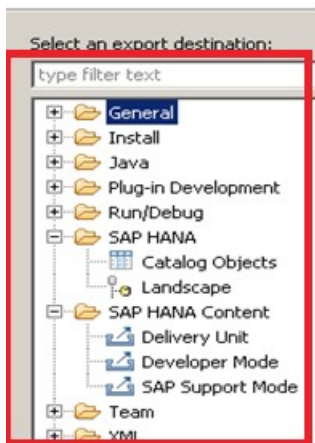 Select an export destination:
type filter text
General
Install
Java
Plug-in Development
Run/Debug
SAP HANA
Catalog Objects
Landscape
SAP HANA Content
Delivery Unit
Developer Mode
SAP Support Mode
Team
XML